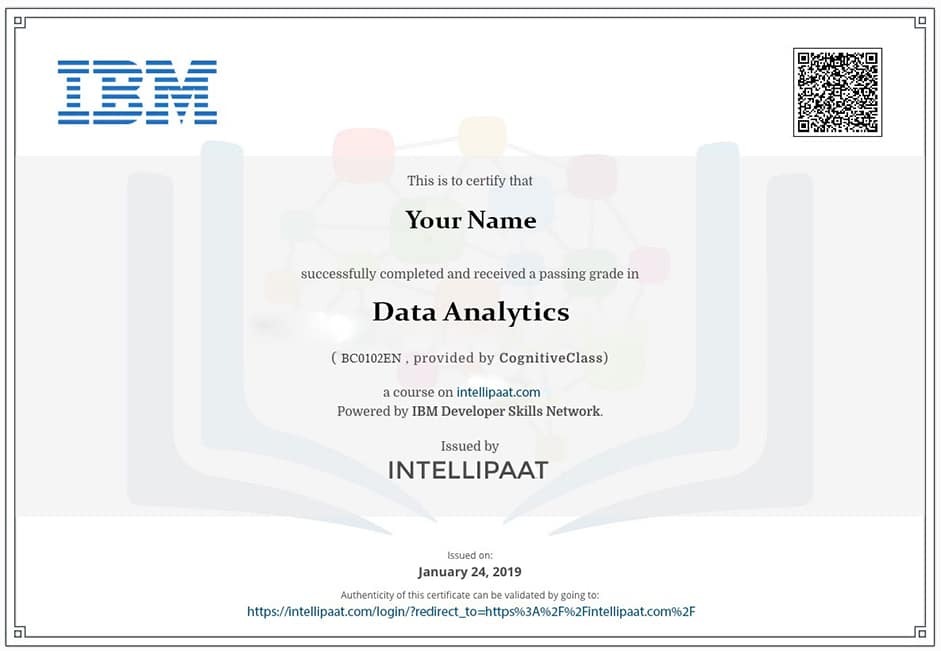 IBM
This is to certify that
Your Name
successfully completed and received a passing grade in
Data Analytics
( BC0102EN , provided by CognitiveClass)
a course on intellipaat.com
Powered by IBM Developer Skills Network.
Issued by
INTELLIPAAT
Issued on:
January 24, 2019
Authenticity of this certificate can be validated by going to:
https://intellipaat.com/login/?redirect_to=https%3A%2F%2Fintellipaat.com%2F